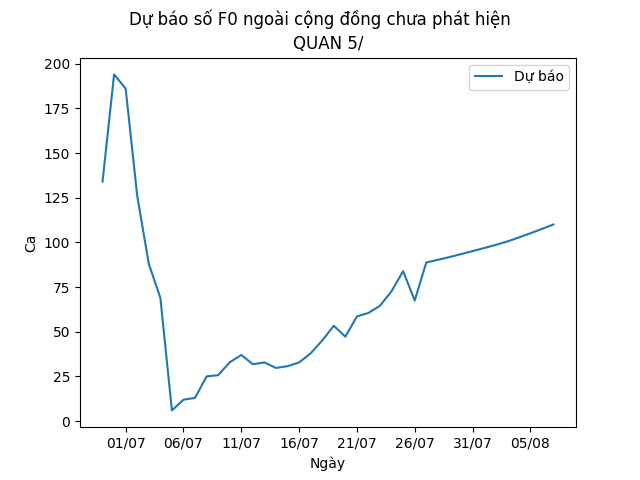 Dự báo số F0 ngoài cộng đồng chưa phát hiện
QUAN 5/
Dự báo
Ca
200
175
150
125
100
75
50
25
0
01/07 06/07 11/07 16/07 21/07 26/07 31/07 05/08
Ngày